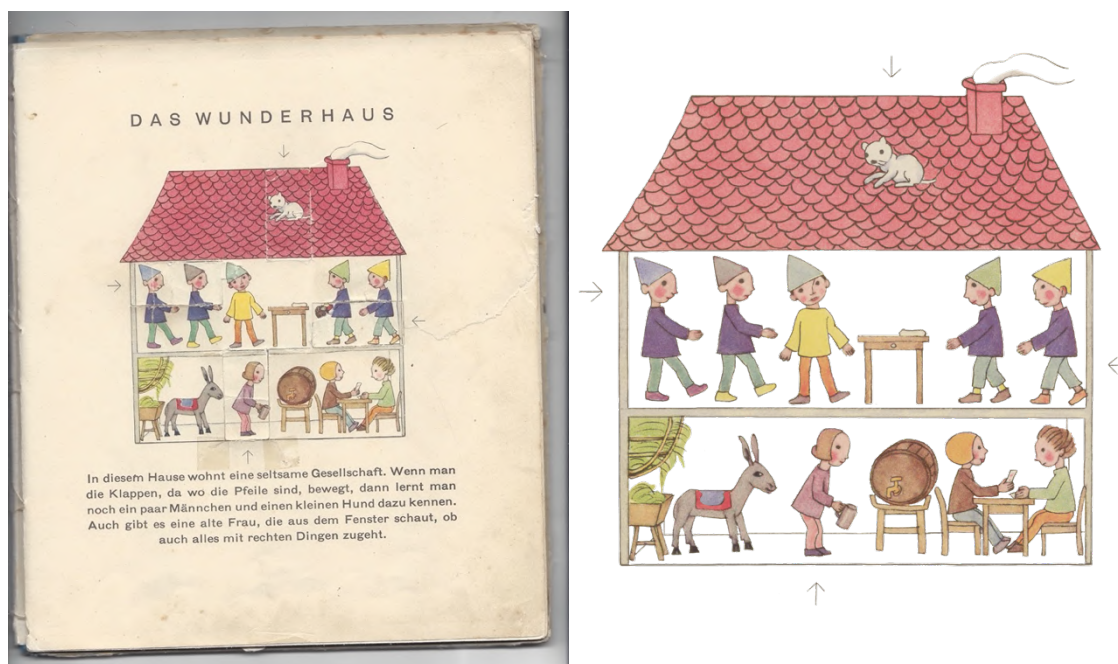 DAS WUNDERHAUS
In diesem Hause wohnt eine seltsame Gesellschaft. Wenn man
die Klappen, da wo die Pfeile sind, bewegt, dann lernt man
noch ein paar Männchen und einen kleinen Hund dazu kennen.
Auch gibt es eine alte Frau, die aus dem Fenster schaut, ob
auch alles mit rechten Dingen zugeht.